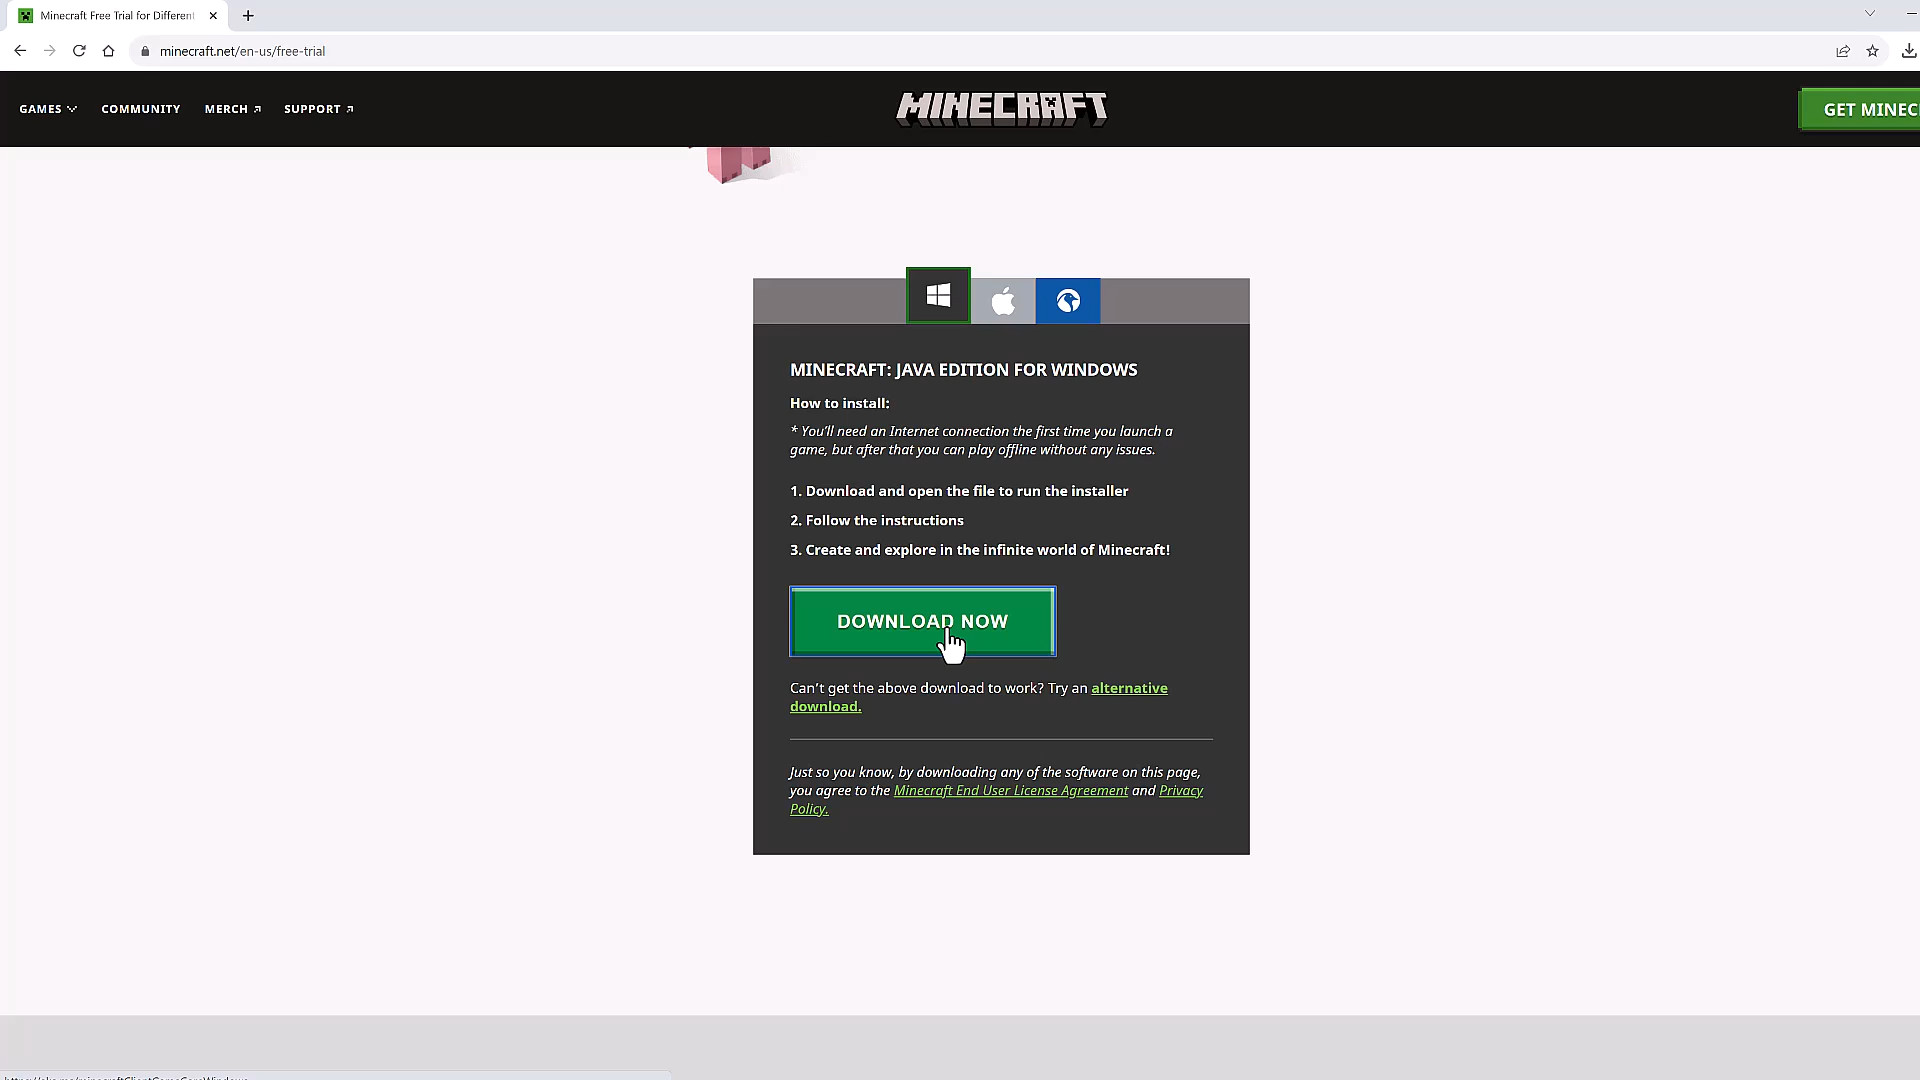 Minecraft Free Trial for Different
minecraft.net/en-us/free-trial
GAMES COMMUNITY MERCH SUPPORT
MINECRAFT
GET MINEC
MINECRAFT: JAVA EDITION FOR WINDOWS
How to install:
* You'll need an Internet connection the first time you launch a
game, but after that you can play offline without any issues.
1. Download and open the file to run the installer
2. Follow the instructions
3. Create and explore in the infinite world of Minecraft!
DOWNLOAD NOW
Can't get the above download to work? Try an alternative
download.
Just so you know, by downloading any of the software on this page,
you agree to the Minecraft End User License Agreement and Privacy
Policy.